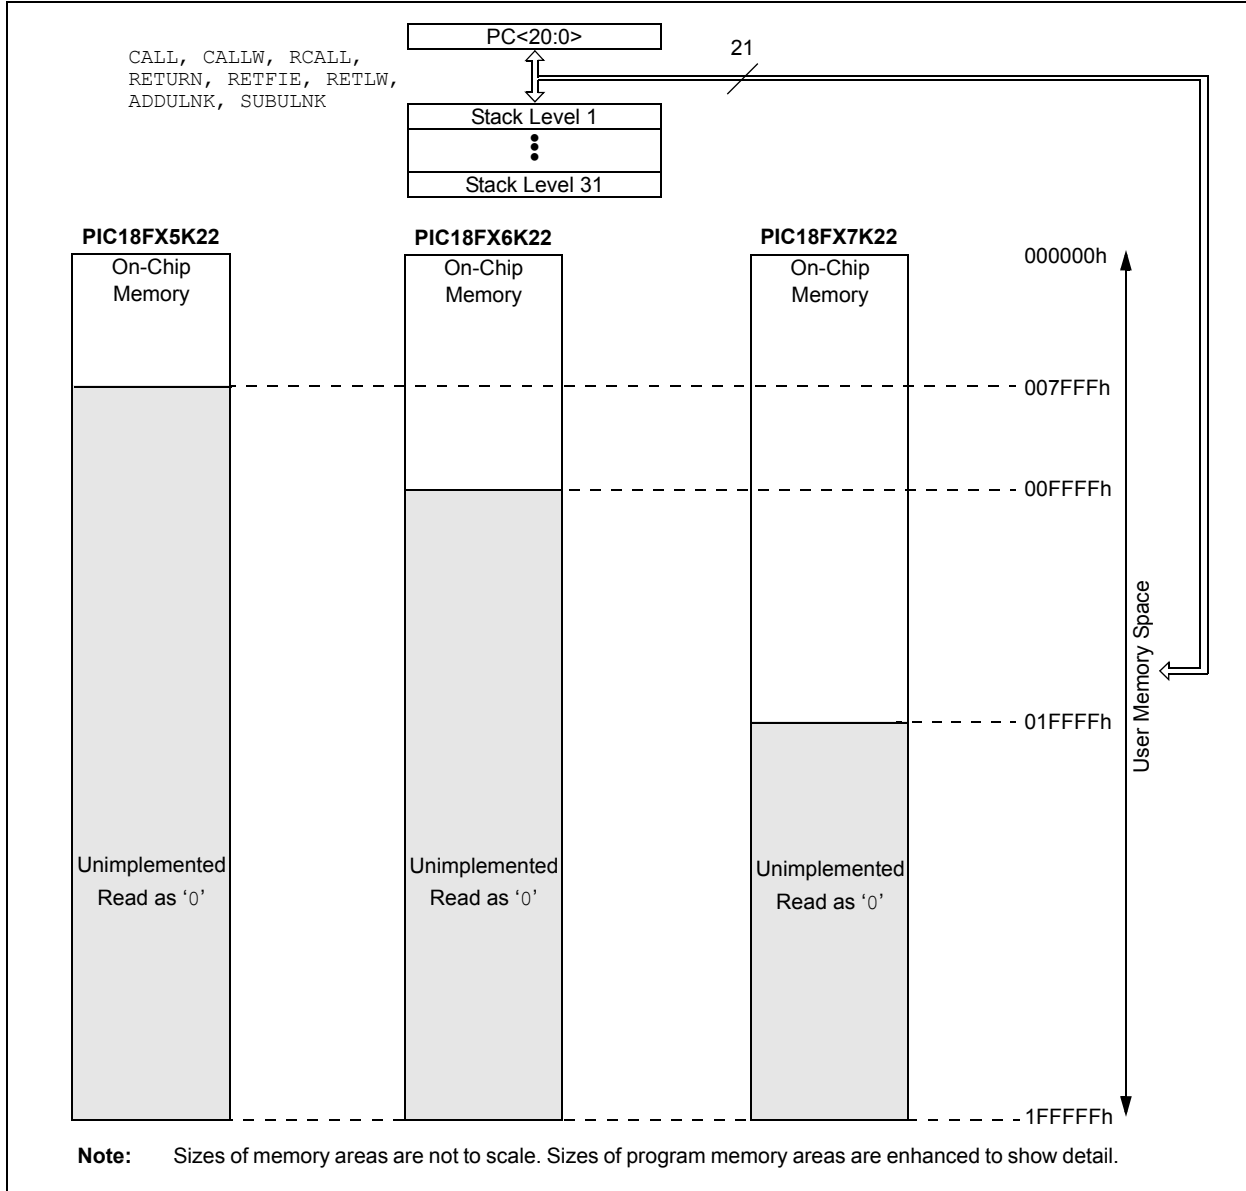 PC<20:0>
21
CALL, CALLW, RCALL,
RETURN, RETFIE, RETLW,
ADDULNK, SUBULNK
Stack Level 1
Stack Level 31
PIC18FX5K22
PIC18FX6K22
PIC18FX7K22
On-Chip
Memory
On-Chip
Memory
On-Chip
Memory
000000h
007FFFh
00FFFFh
01FFFFh
User Memory Space
Unimplemented
Read as ‘0’
Unimplemented
Read as ‘0’
Unimplemented
Read as ‘0’
1FFFFFh
Note: Sizes of memory areas are not to scale. Sizes of program memory areas are enhanced to show detail.